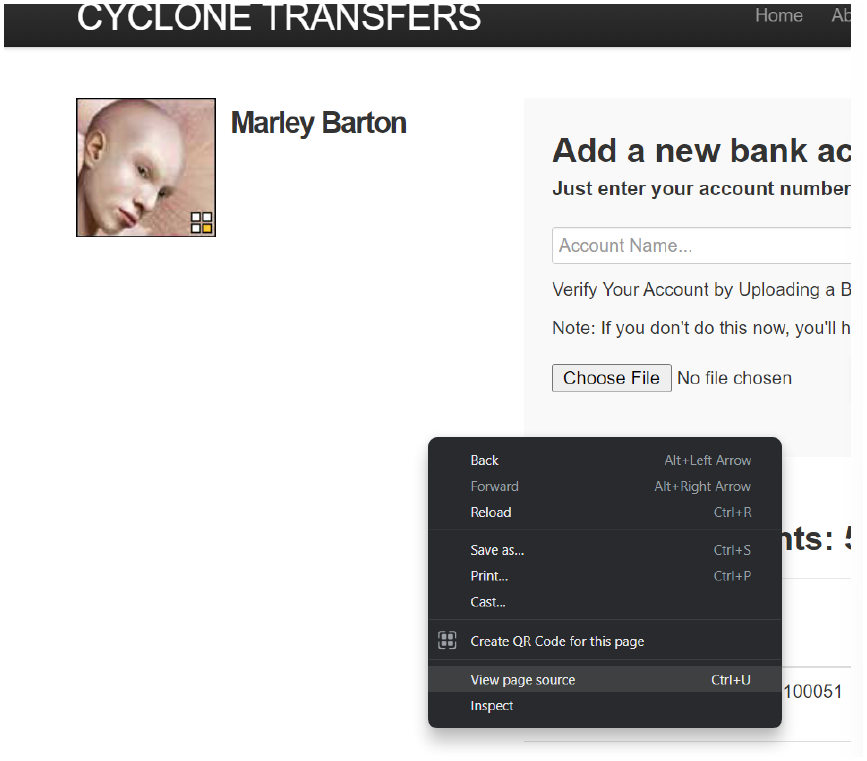 CYCLONE TRANSFERS
Home Ab
Marley Barton
Add a new bank ac
Just enter your account number
Account Name...
Verify Your Account by Uploading a B
Note: If you don't do this now, you'll h
Choose File No file chosen
Back Alt+Left Arrow
Forward Alt+Right Arrow
Reload Ctrl+R
nts: 5
Save as... Ctrl+S
Print... Ctrl+P
Cast...
Create QR Code for this page
View page source Ctrl+U
100051
Inspect